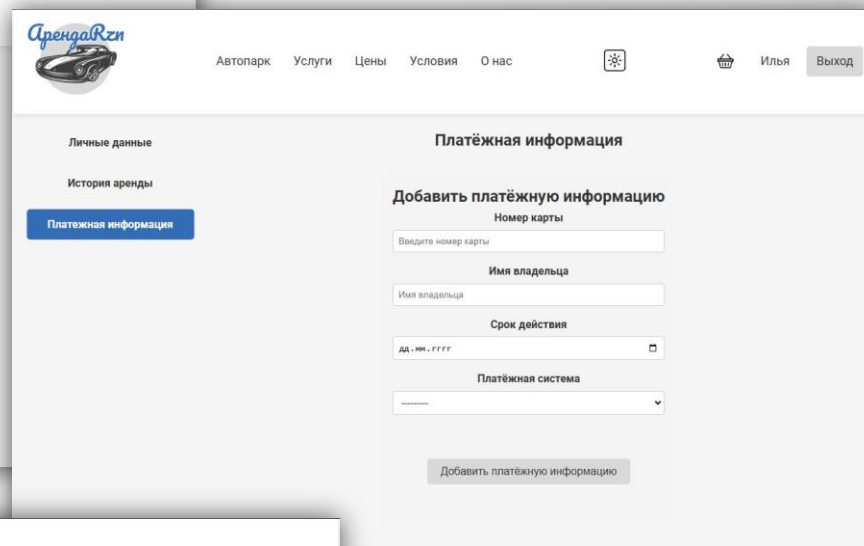 АрендаRzn
Автопарк Услуги Цены Условия О нас Илья Выход
Личные данные
История аренды
Платежная информация
Платёжная информация
Добавить платёжную информацию
Номер карты
Введите номер карты
Имя владельца
Имя владельца
Срок действия
дд.мм.гггг
Платёжная система
---------
Добавить платёжную информацию